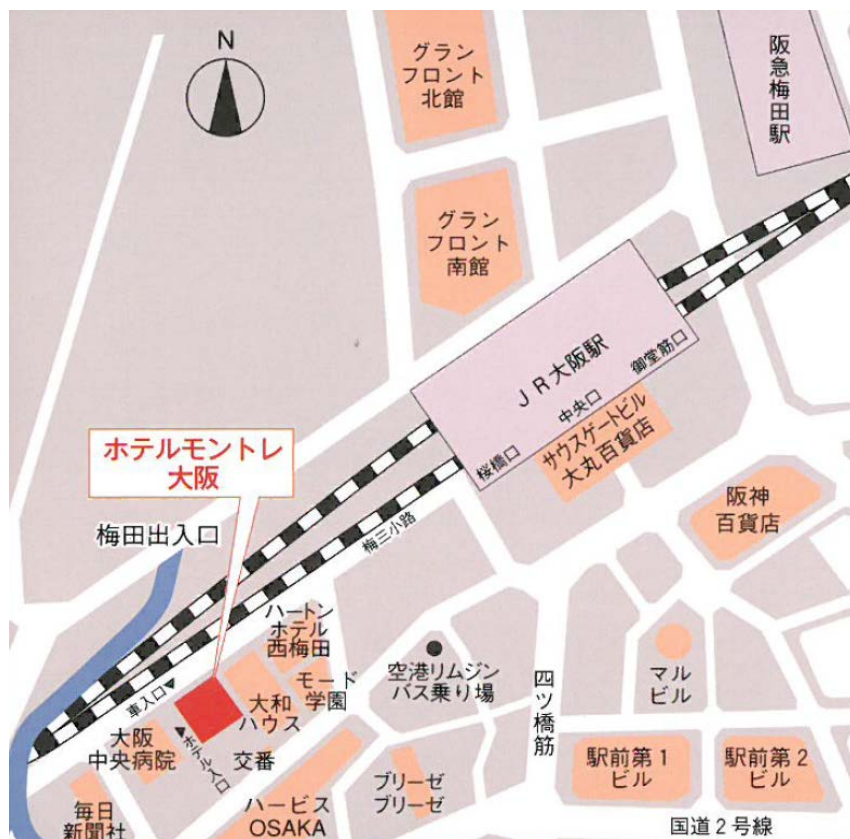 N
グラン
フロント
北館
阪急梅田駅
グラン
フロント
南館
JR大阪駅
御堂筋口
中央口
桜橋口
サウスゲートビル
大丸百貨店
ホテルモントレ
大阪
阪神
百貨店
梅田出入口
梅三小路
ハートン
ホテル
西梅田
モード
学園
空港リムジン
バス乗り場
四ツ橋筋
マル
ビル
車入口
大和
ハウス
大阪
中央病院
ホテル入口
交番
毎日
新聞社
ハービス
OSAKA
ブリーゼ
ブリーゼ
駅前第1
ビル
駅前第2
ビル
国道2号線